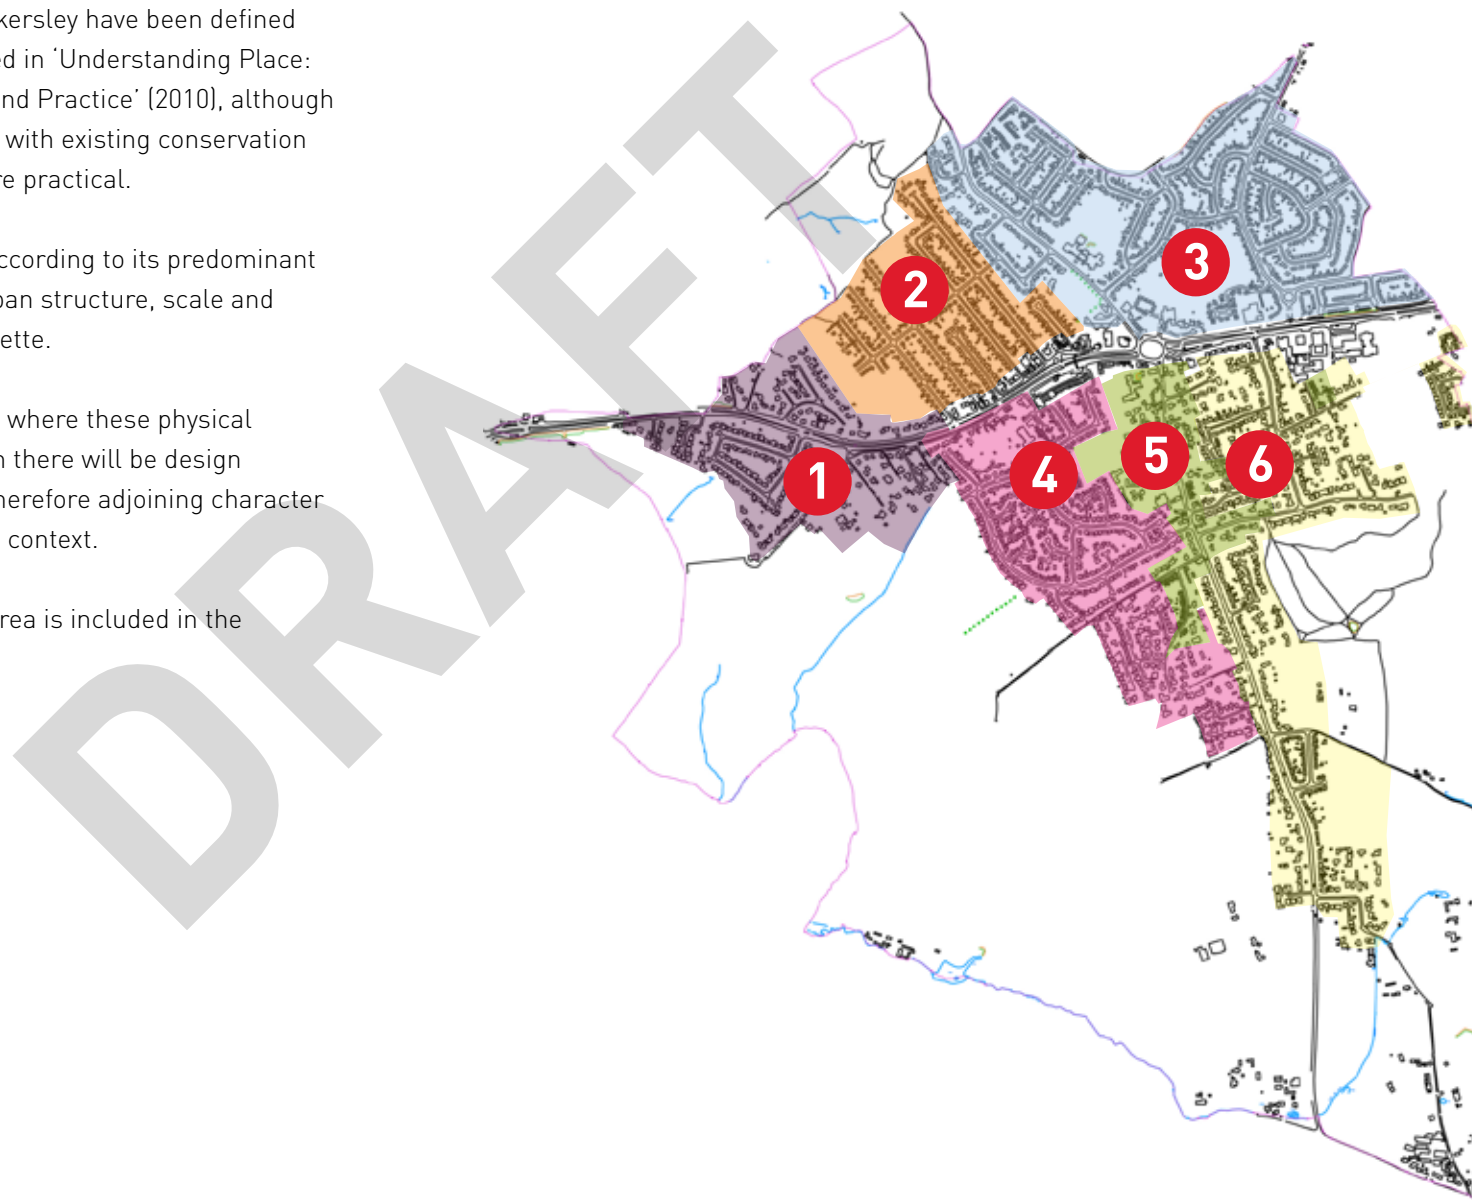 kersley have been defined
ed in ‘Understanding Place:
nd Practice’ (2010), although
with existing conservation
re practical.
ccording to its predominant
ban structure, scale and
ette.
where these physical
n there will be design
herefore adjoining character
context.
rea is included in the
DRAFT
1
2
3
4
5
6